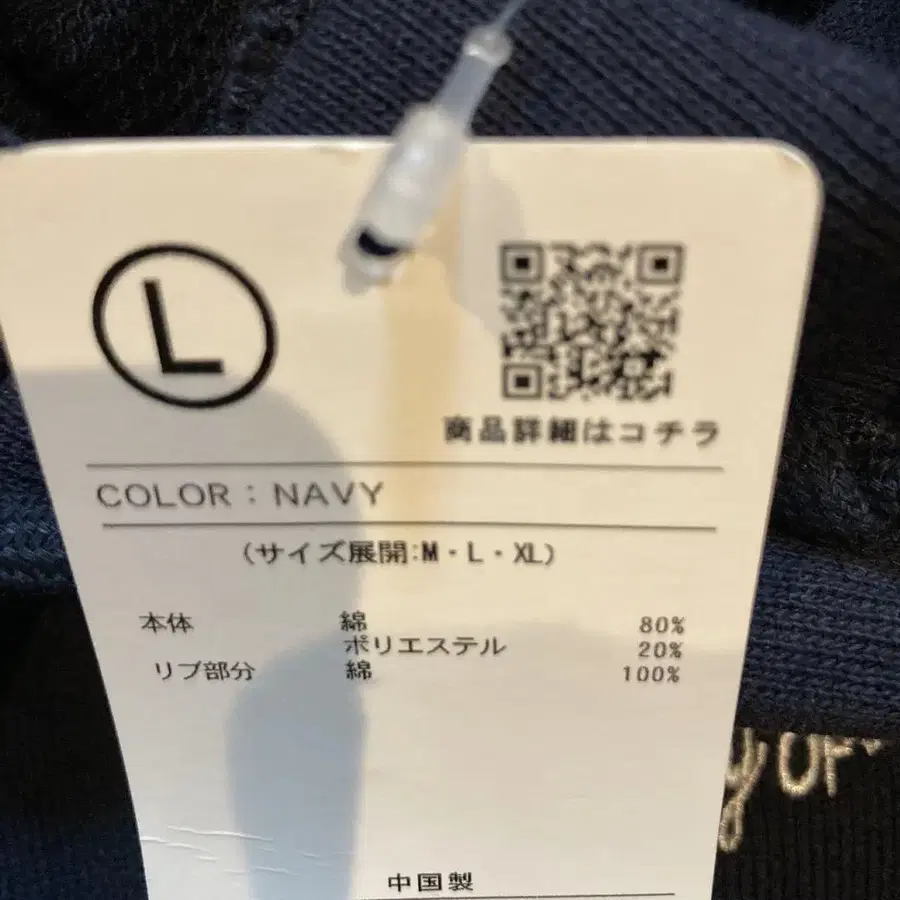 L
商品詳細はコチラ
COLOR : NAVY
(サイズ展開:M・L・XL)
本体 綿 80%
ポリエステル 20%
リブ部分 綿 100%
中国製